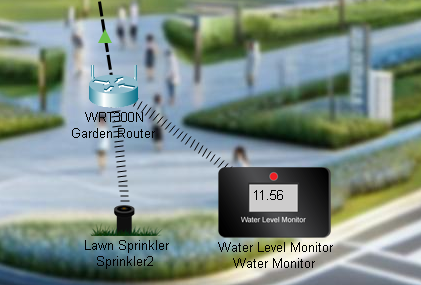 WRT300N
Garden Router
11.56
Water Level Monitor
Lawn Sprinkler
Sprinkler2
Water Level Monitor
Water Monitor